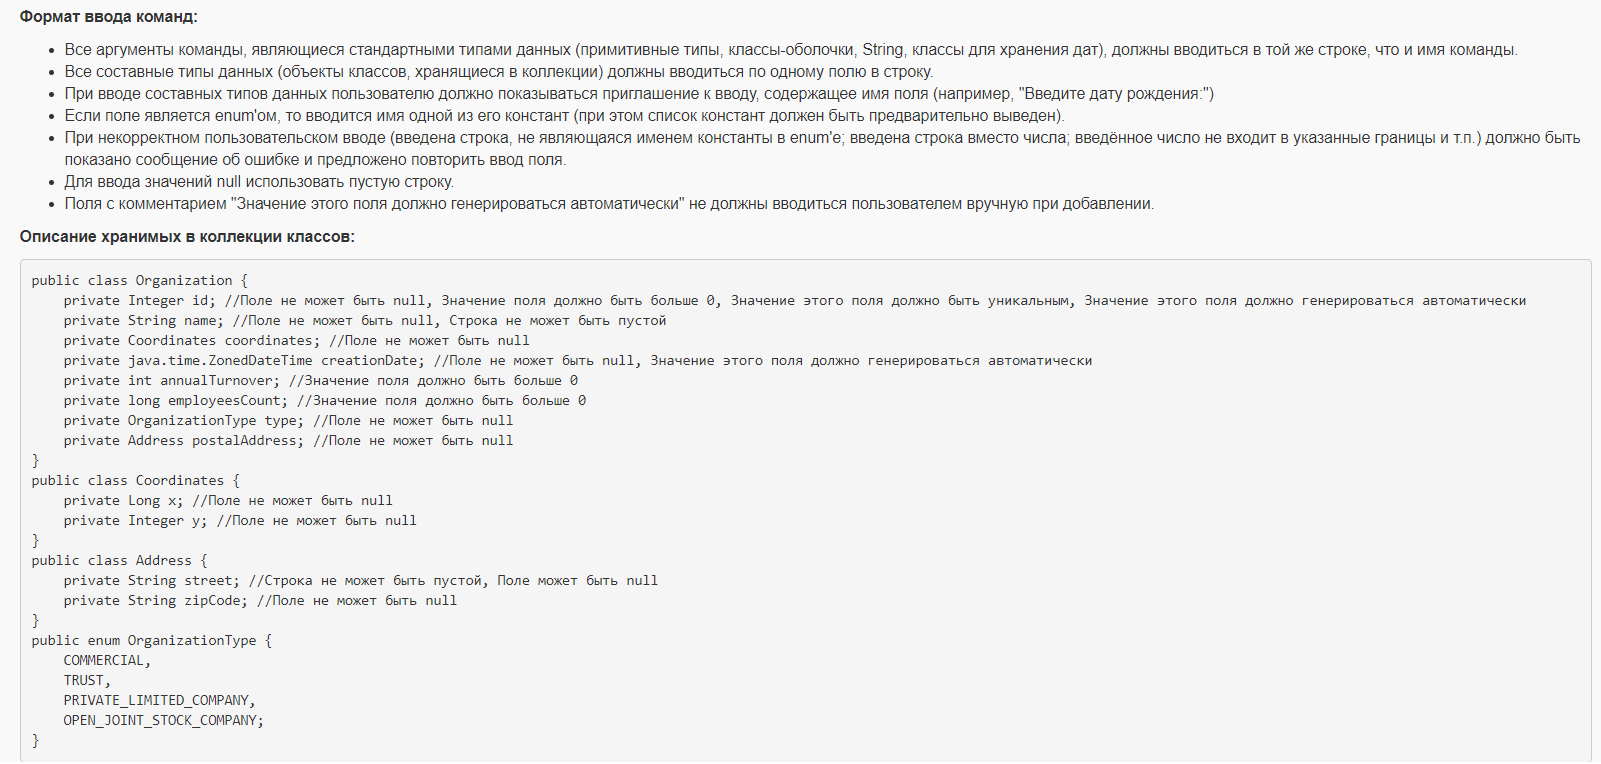 Формат ввода команд:
• Все аргументы команды, являющиеся стандартными типами данных (примитивные типы, классы-оболочки, String, классы для хранения дат), должны вводиться в той же строке, что и имя команды.
• Все составные типы данных (объекты классов, хранящиеся в коллекции) должны вводиться по одному полю в строку.
• При вводе составных типов данных пользователю должно показываться приглашение к вводу, содержащее имя поля (например, "Введите дату рождения:")
• Если поле является enum'ом, то вводится имя одной из его констант (при этом список констант должен быть предварительно выведен).
• При некорректном пользовательском вводе (введена строка, не являющаяся именем константы в enum'е; введена строка вместо числа; введённое число не входит в указанные границы и т.п.) должно быть
показано сообщение об ошибке и предложено повторить ввод поля.
• Для ввода значений null использовать пустую строку.
• Поля с комментарием "Значение этого поля должно генерироваться автоматически" не должны вводиться пользователем вручную при добавлении.
Описание хранимых в коллекции классов:
public class Organization {
    private Integer id; //Поле не может быть null, Значение поля должно быть больше 0, Значение этого поля должно быть уникальным, Значение этого поля должно генерироваться автоматически
    private String name; //Поле не может быть null, Строка не может быть пустой
    private Coordinates coordinates; //Поле не может быть null
    private java.time.ZonedDateTime creationDate; //Поле не может быть null, Значение этого поля должно генерироваться автоматически
    private int annualTurnover; //Значение поля должно быть больше 0
    private long employeesCount; //Значение поля должно быть больше 0
    private OrganizationType type; //Поле не может быть null
    private Address postalAddress; //Поле не может быть null
}
public class Coordinates {
    private Long x; //Поле не может быть null
    private Integer y; //Поле не может быть null
}
public class Address {
    private String street; //Строка не может быть пустой, Поле может быть null
    private String zipCode; //Поле не может быть null
}
public enum OrganizationType {
    COMMERCIAL,
    TRUST,
    PRIVATE_LIMITED_COMPANY,
    OPEN_JOINT_STOCK_COMPANY;
}